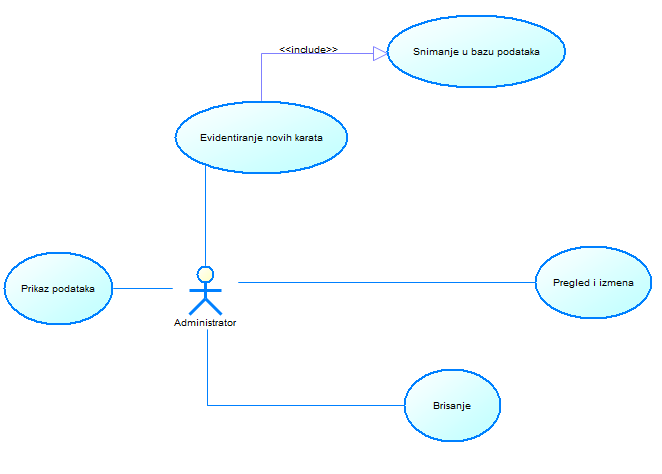 <<include>>
Snimanje u bazu podataka
Evidentiranje novih karata
Prikaz podataka
Pregled i izmena
Administrator
Brisanje